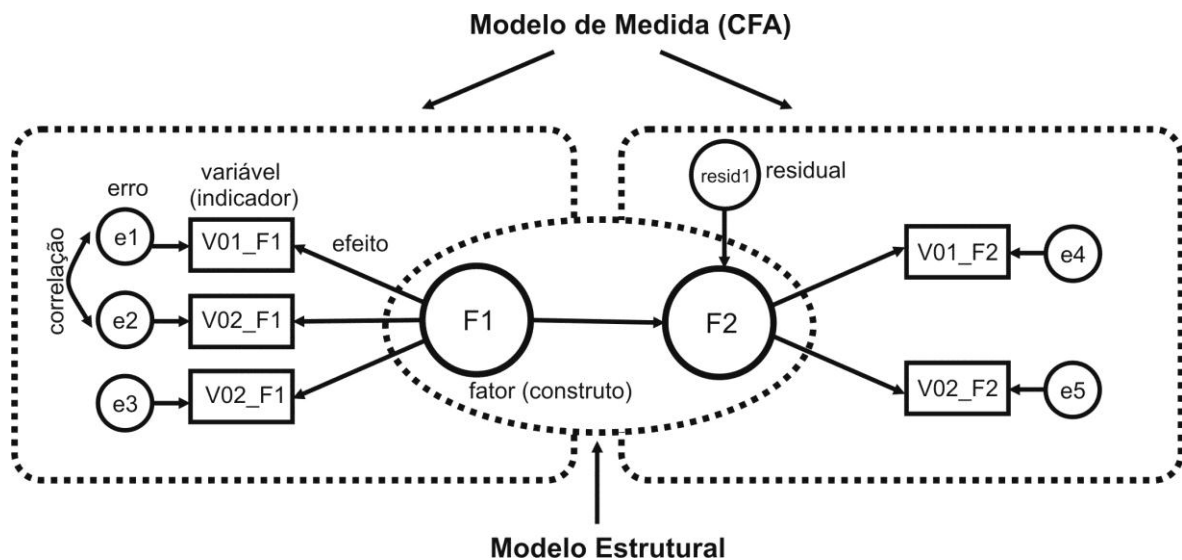 Modelo de Medida (CFA)
erro
variável
(indicador)
correlação
e1
V01_F1
efeito
e2
V02_F1
e3
V02_F1
F1
fator (construto)
resid1
residual
F2
V01_F2
e4
V02_F2
e5
Modelo Estrutural